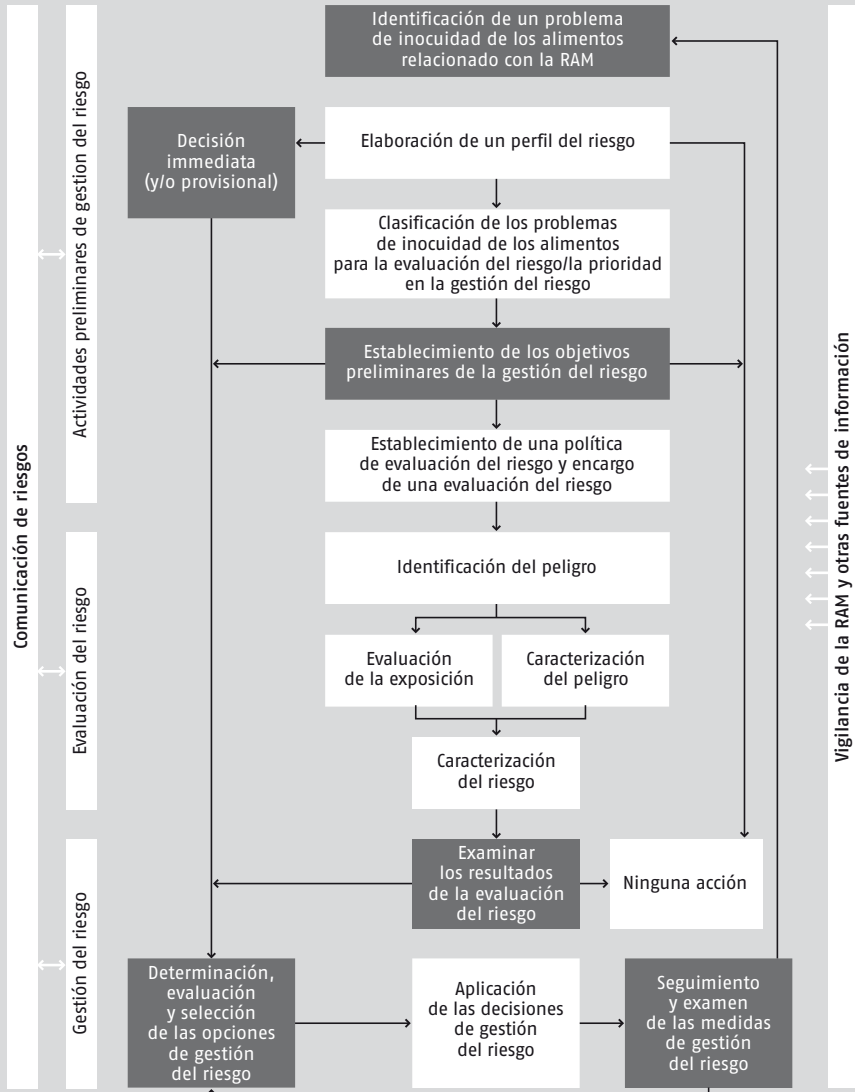 Identificación de un problema
de inocuidad de los alimentos
relacionado con la RAM
Decisión
immediata
(y/o provisional)
Elaboración de un perfil del riesgo
Clasificación de los problemas
de inocuidad de los alimentos
para la evaluación del riesgo/la prioridad
en la gestión del riesgo
Establecimiento de los objetivos
preliminares de la gestión del riesgo
Establecimiento de una política
de evaluación del riesgo y encargo
de una evaluación del riesgo
Identificación del peligro
Evaluación
de la exposición
Caracterización
del peligro
Caracterización
del riesgo
Examinar
los resultados
de la evaluación
del riesgo
Ninguna acción
Determinación,
evaluación
y selección
de las opciones
de gestión
del riesgo
Aplicación
de las decisiones
de gestión
del riesgo
Seguimiento
y examen
de las medidas
de gestión
del riesgo
Comunicación de riesgos
Actividades preliminares de gestion del riesgo
Evaluación del riesgo
Gestión del riesgo
Vigilancia de la RAM y otras fuentes de información